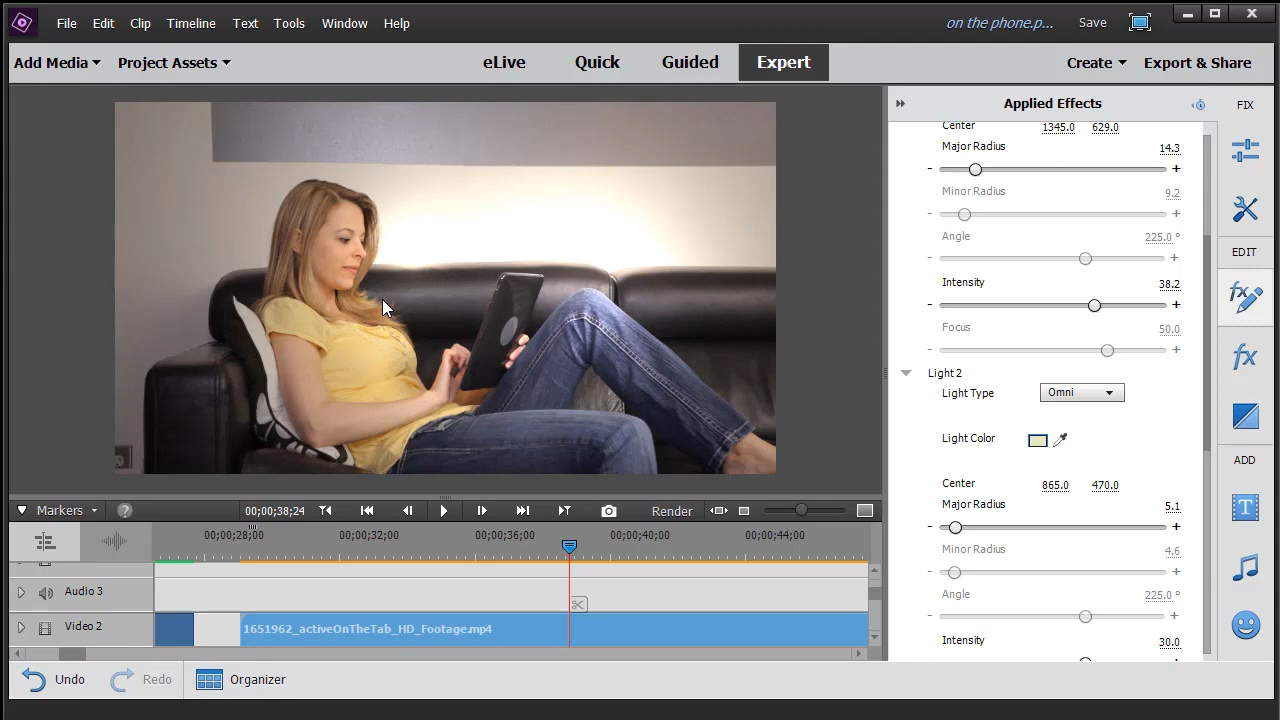 File Edit Clip Timeline Text Tools Window Help on the phone.p... Save
Add Media Project Assets eLive Quick Guided Expert Create Export & Share
Applied Effects FIX
Center 1345.0 629.0
Major Radius 14.3
- +
Minor Radius 9.2
- +
Angle 225.0 °
- +
EDIT
Intensity 38.2
- +
Focus 50.0
- +
Light 2
Light Type Omni
Light Color
ADD
Center 865.0 470.0
Major Radius 5.1
- +
Minor Radius 4.6
- +
Angle 225.0 °
- +
Intensity 30.0
Markers ? 00;00;38;24 Render
00;00;28;00 00;00;32;00 00;00;36;00 00;00;40;00 00;00;44;00
Audio 3
Video 2 1651962_activeOnTheTab_HD_Footage.mp4
Undo Redo Organizer
fx
fx
T